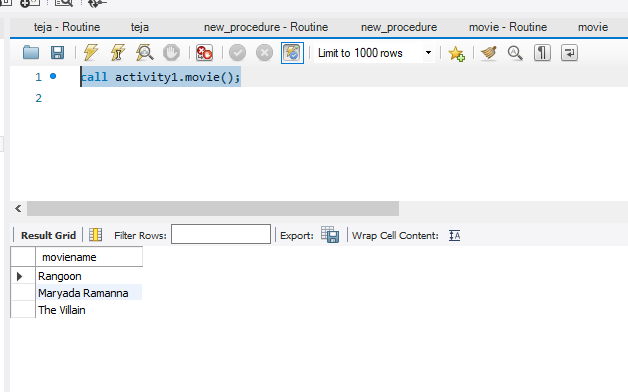 teja - Routine teja new_procedure - Routine new_procedure movie - Routine movie
Limit to 1000 rows
1 call activity1.movie();
2
Result Grid Filter Rows: Export: Wrap Cell Content:
moviename
Rangoon
Maryada Ramanna
The Villain